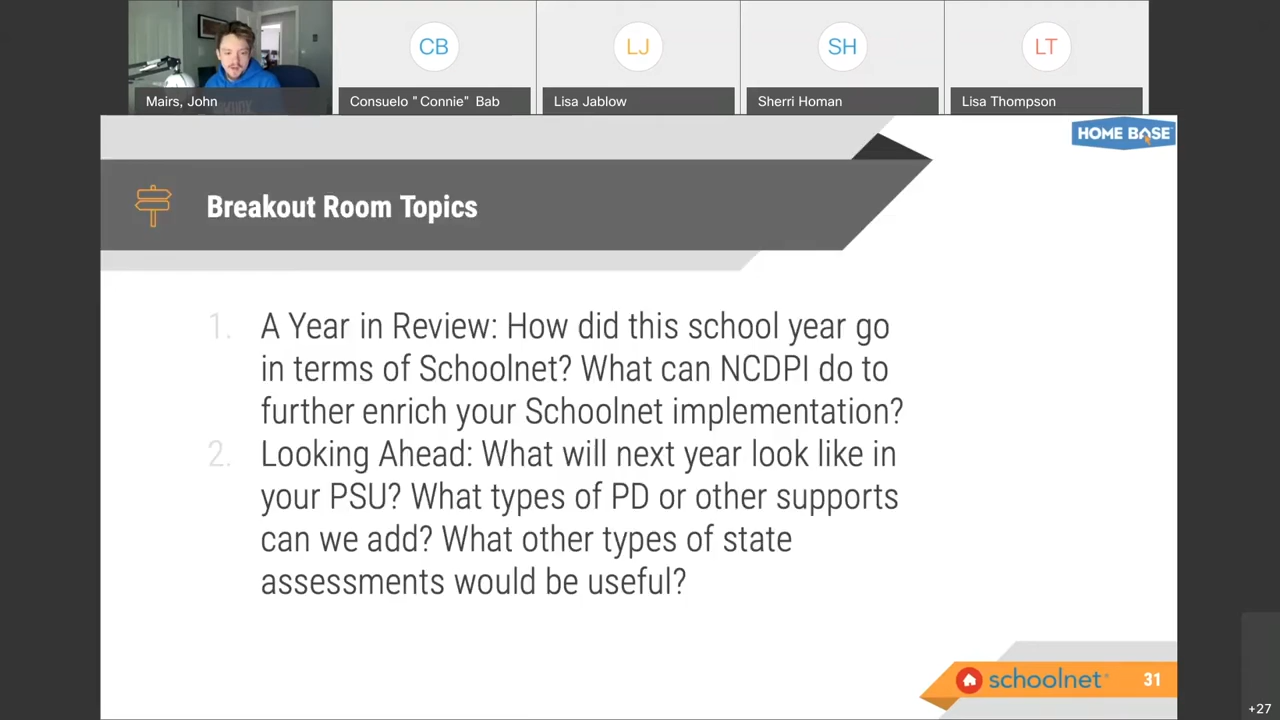 CB
LJ
SH
LT
Mairs, John
Consuelo "Connie" Bab
Lisa Jablow
Sherri Homan
Lisa Thompson
HOME BASE
Breakout Room Topics
1. A Year in Review: How did this school year go
in terms of Schoolnet? What can NCDPI do to
further enrich your Schoolnet implementation?
2. Looking Ahead: What will next year look like in
your PSU? What types of PD or other supports
can we add? What other types of state
assessments would be useful?
schoolnet
31
+27